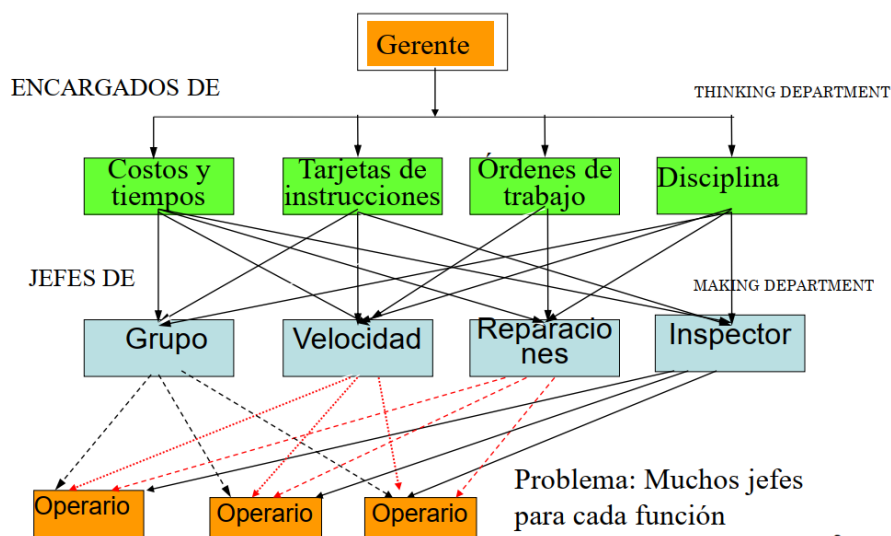 Gerente
ENCARGADOS DE
THINKING DEPARTMENT
Costos y
tiempos
Tarjetas de
instrucciones
Órdenes de
trabajo
Disciplina
JEFES DE
MAKING DEPARTMENT
Grupo
Velocidad
Reparacio
nes
Inspector
Operario
Operario
Operario
Problema: Muchos jefes
para cada función